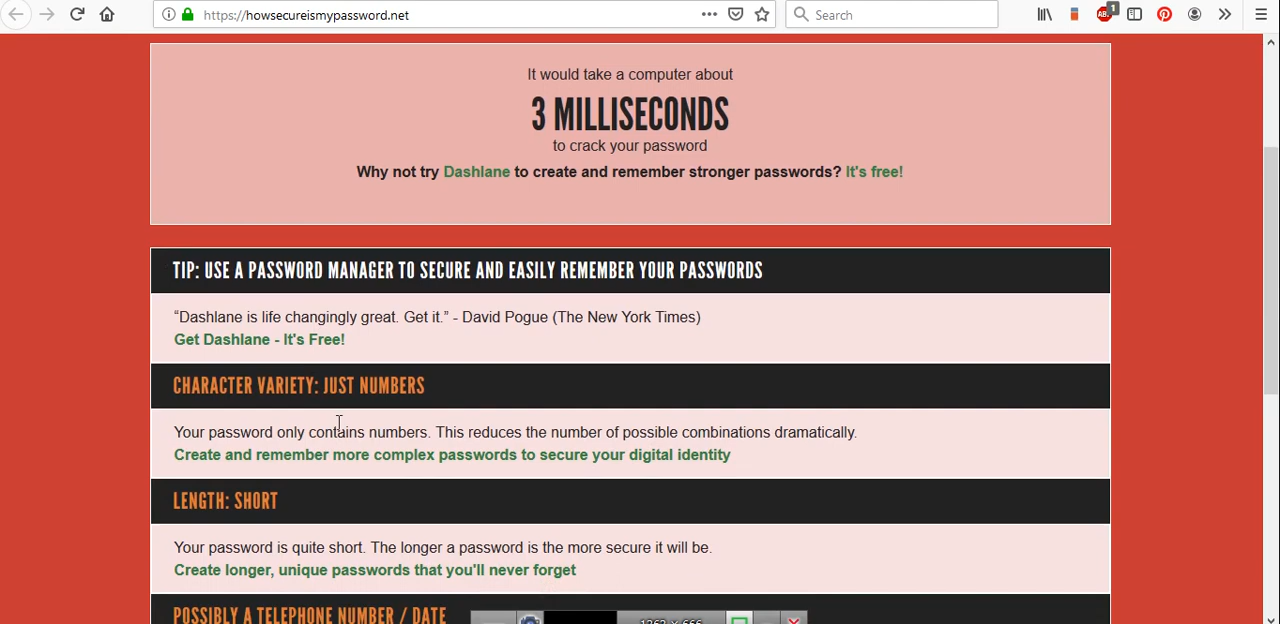 https://howsecureismypassword.net
Search
ABP
1
It would take a computer about
3 MILLISECONDS
to crack your password
Why not try Dashlane to create and remember stronger passwords? It's free!
TIP: USE A PASSWORD MANAGER TO SECURE AND EASILY REMEMBER YOUR PASSWORDS
“Dashlane is life changingly great. Get it.” - David Pogue (The New York Times)
Get Dashlane - It's Free!
CHARACTER VARIETY: JUST NUMBERS
Your password only contains numbers. This reduces the number of possible combinations dramatically.
Create and remember more complex passwords to secure your digital identity
LENGTH: SHORT
Your password is quite short. The longer a password is the more secure it will be.
Create longer, unique passwords that you'll never forget
POSSIBLY A TELEPHONE NUMBER / DATE